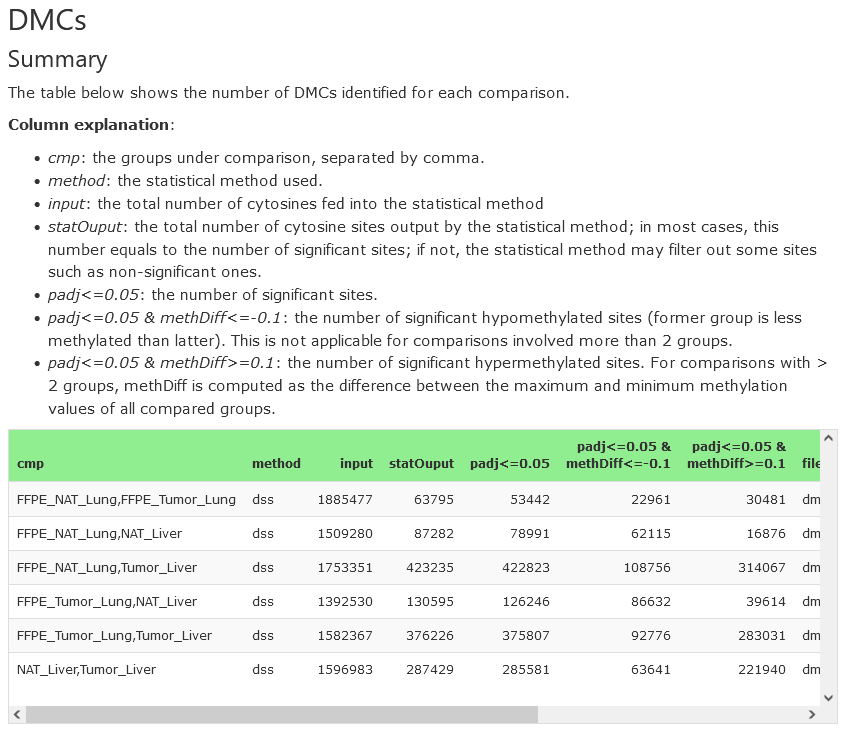 DMCs
Summary
The table below shows the number of DMCs identified for each comparison.
Column explanation:
• cmp: the groups under comparison, separated by comma.
• method: the statistical method used.
• input: the total number of cytosines fed into the statistical method
• statOuput: the total number of cytosine sites output by the statistical method; in most cases, this
number equals to the number of significant sites; if not, the statistical method may filter out some sites
such as non-significant ones.
• padj<=0.05: the number of significant sites.
• padj<=0.05 & methDiff<=-0.1: the number of significant hypomethylated sites (former group is less
methylated than latter). This is not applicable for comparisons involved more than 2 groups.
• padj<=0.05 & methDiff>=0.1: the number of significant hypermethylated sites. For comparisons with >
2 groups, methDiff is computed as the difference between the maximum and minimum methylation
values of all compared groups.
padj<=0.05 & padj<=0.05 &
cmp method input statOuput padj<=0.05 methDiff<=-0.1 methDiff>=0.1 file
FFPE_NAT_Lung,FFPE_Tumor_Lung dss 1885477 63795 53442 22961 30481 dm
FFPE_NAT_Lung,NAT_Liver dss 1509280 87282 78991 62115 16876 dm
FFPE_NAT_Lung,Tumor_Liver dss 1753351 423235 422823 108756 314067 dm
FFPE_Tumor_Lung,NAT_Liver dss 1392530 130595 126246 86632 39614 dm
FFPE_Tumor_Lung,Tumor_Liver dss 1582367 376226 375807 92776 283031 dm
NAT_Liver,Tumor_Liver dss 1596983 287429 285581 63641 221940 dm